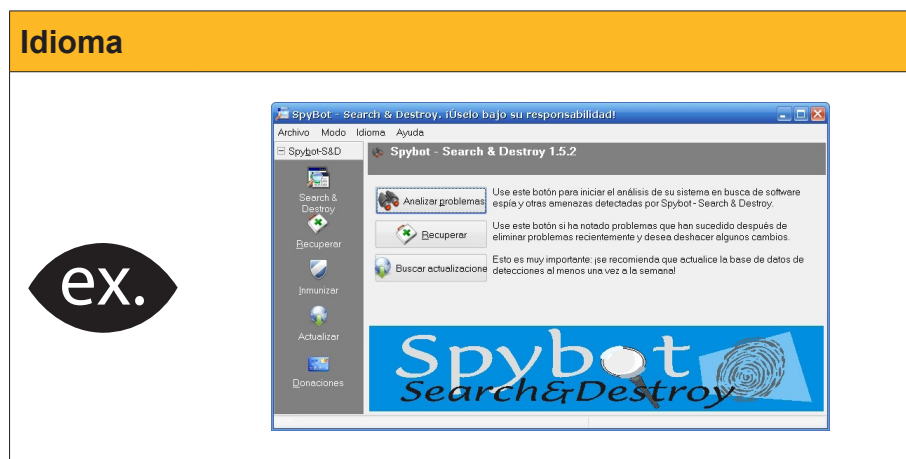 Idioma
ex.
SpyBot - Search & Destroy. ¡Úselo bajo su responsabilidad!
Archivo Modo Idioma Ayuda
Spybot-S&D
Spybot - Search & Destroy 1.5.2
Search &
Destroy
Recuperar
Inmunizar
Actualizar
Donaciones
Analizar problemas
Use este botón para iniciar el análisis de su sistema en busca de software
espía y otras amenazas detectadas por Spybot - Search & Destroy.
Recuperar
Use este botón si ha notado problemas que han sucedido después de
eliminar problemas recientemente y desea deshacer algunos cambios.
Buscar actualizacione
Esto es muy importante: ¡se recomienda que actualice la base de datos de
detecciones al menos una vez a la semana!
Spybot
Search&Destroy